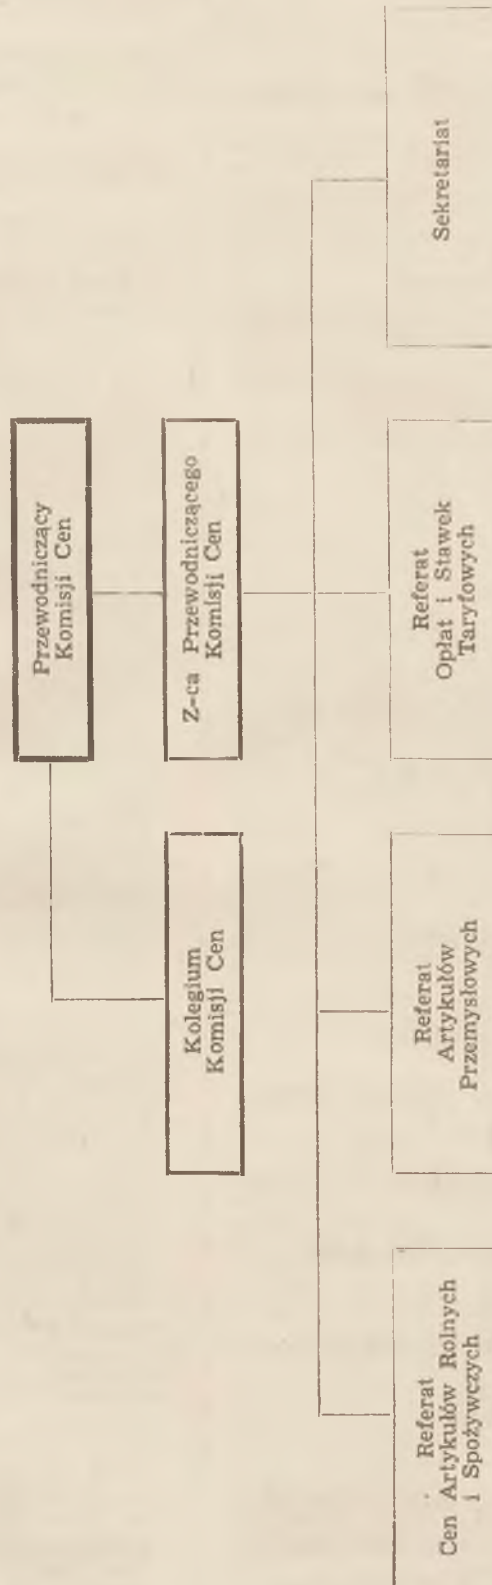 Przewodniczący
Komisji Cen
Kolegium
Komisji Cen
Z-ca Przewodniczącego
Komisji Cen
Referat
Cen Artykułów Rolnych
i Spożywczych
Referat
Artykułów
Przemysłowych
Referat
Opłat i Stawek
Taryfowych
Sekretariat